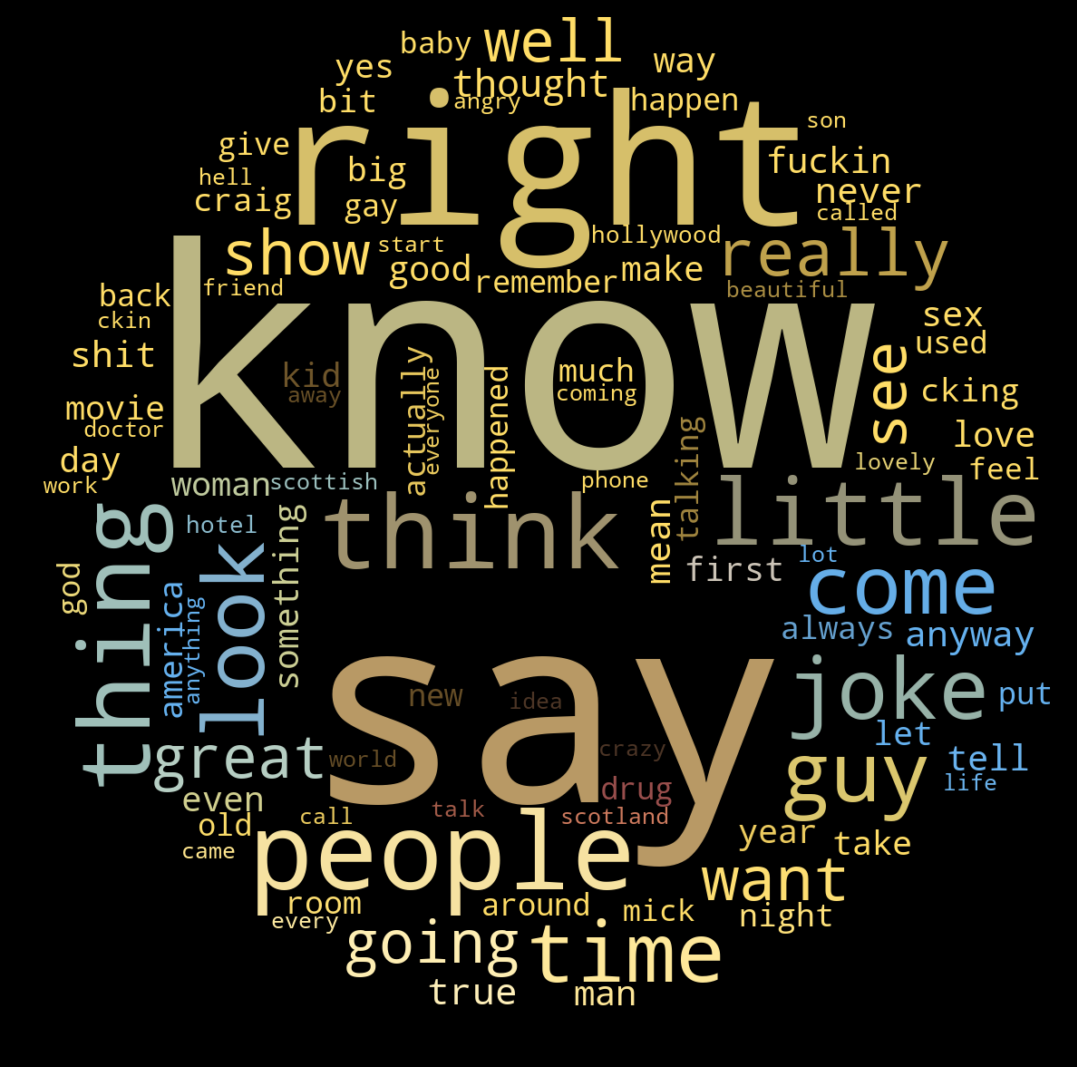 baby well
yes thought way
bit angry happen
right son
give big fuckin
hell never
craig gay called
show start hollywood really
good remember make
back friend beautiful
ckin know sex
shit kid much see used
away coming cking
movie actually everyone happened
doctor love
day lovely feel
work woman scottish phone
think talking little
hotel mean
thing look something first lot
god come
america anything always anyway
say joke
new idea put
great let
world crazy guy tell
even drug life
old call talk scotland
came people year take
want
room around mick night
every going time
true man